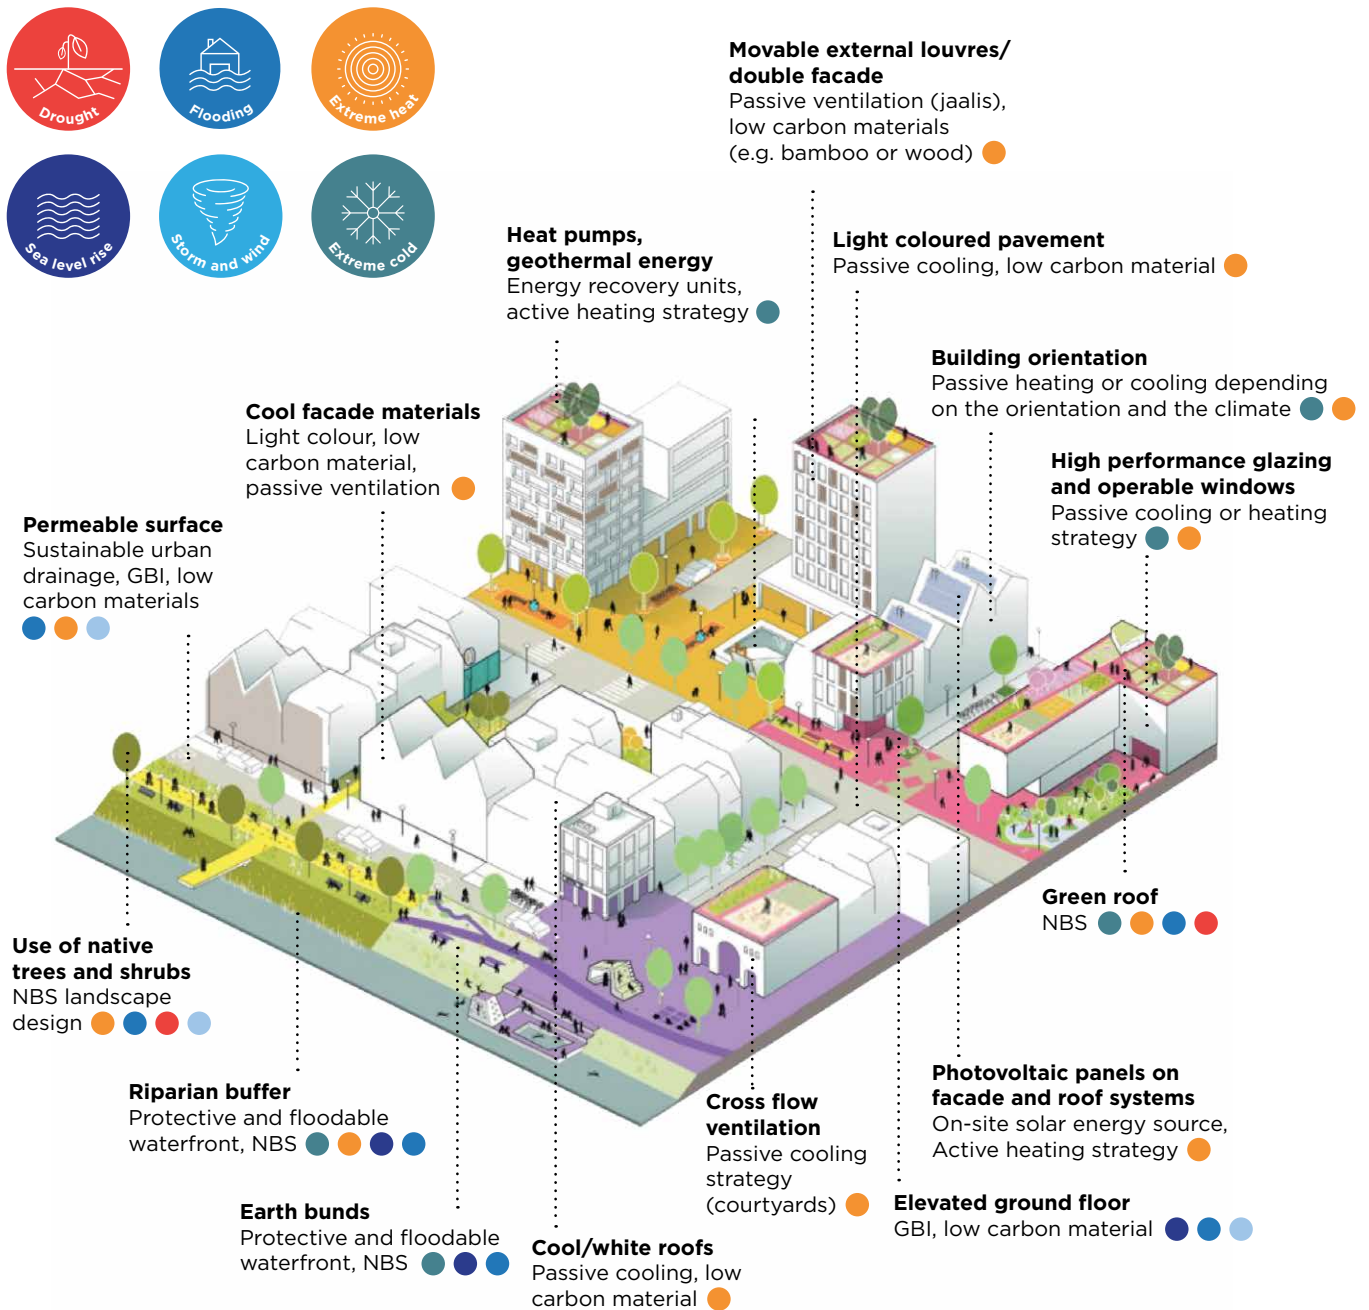 Drought
Flooding
Extreme heat
Sea level rise
Storm and wind
Extreme cold
Movable external louvres/
double facade
Passive ventilation (jaalis),
low carbon materials
(e.g. bamboo or wood)
Heat pumps,
geothermal energy
Energy recovery units,
active heating strategy
Light coloured pavement
Passive cooling, low carbon material
Building orientation
Passive heating or cooling depending
on the orientation and the climate
Cool facade materials
Light colour, low
carbon material,
passive ventilation
High performance glazing
and operable windows
Passive cooling or heating
strategy
Permeable surface
Sustainable urban
drainage, GBI, low
carbon materials
Green roof
NBS
Use of native
trees and shrubs
NBS landscape
design
Riparian buffer
Protective and floodable
waterfront, NBS
Cross flow
ventilation
Passive cooling
strategy
(courtyards)
Photovoltaic panels on
facade and roof systems
On-site solar energy source,
Active heating strategy
Earth bunds
Protective and floodable
waterfront, NBS
Elevated ground floor
GBI, low carbon material
Cool/white roofs
Passive cooling, low
carbon material